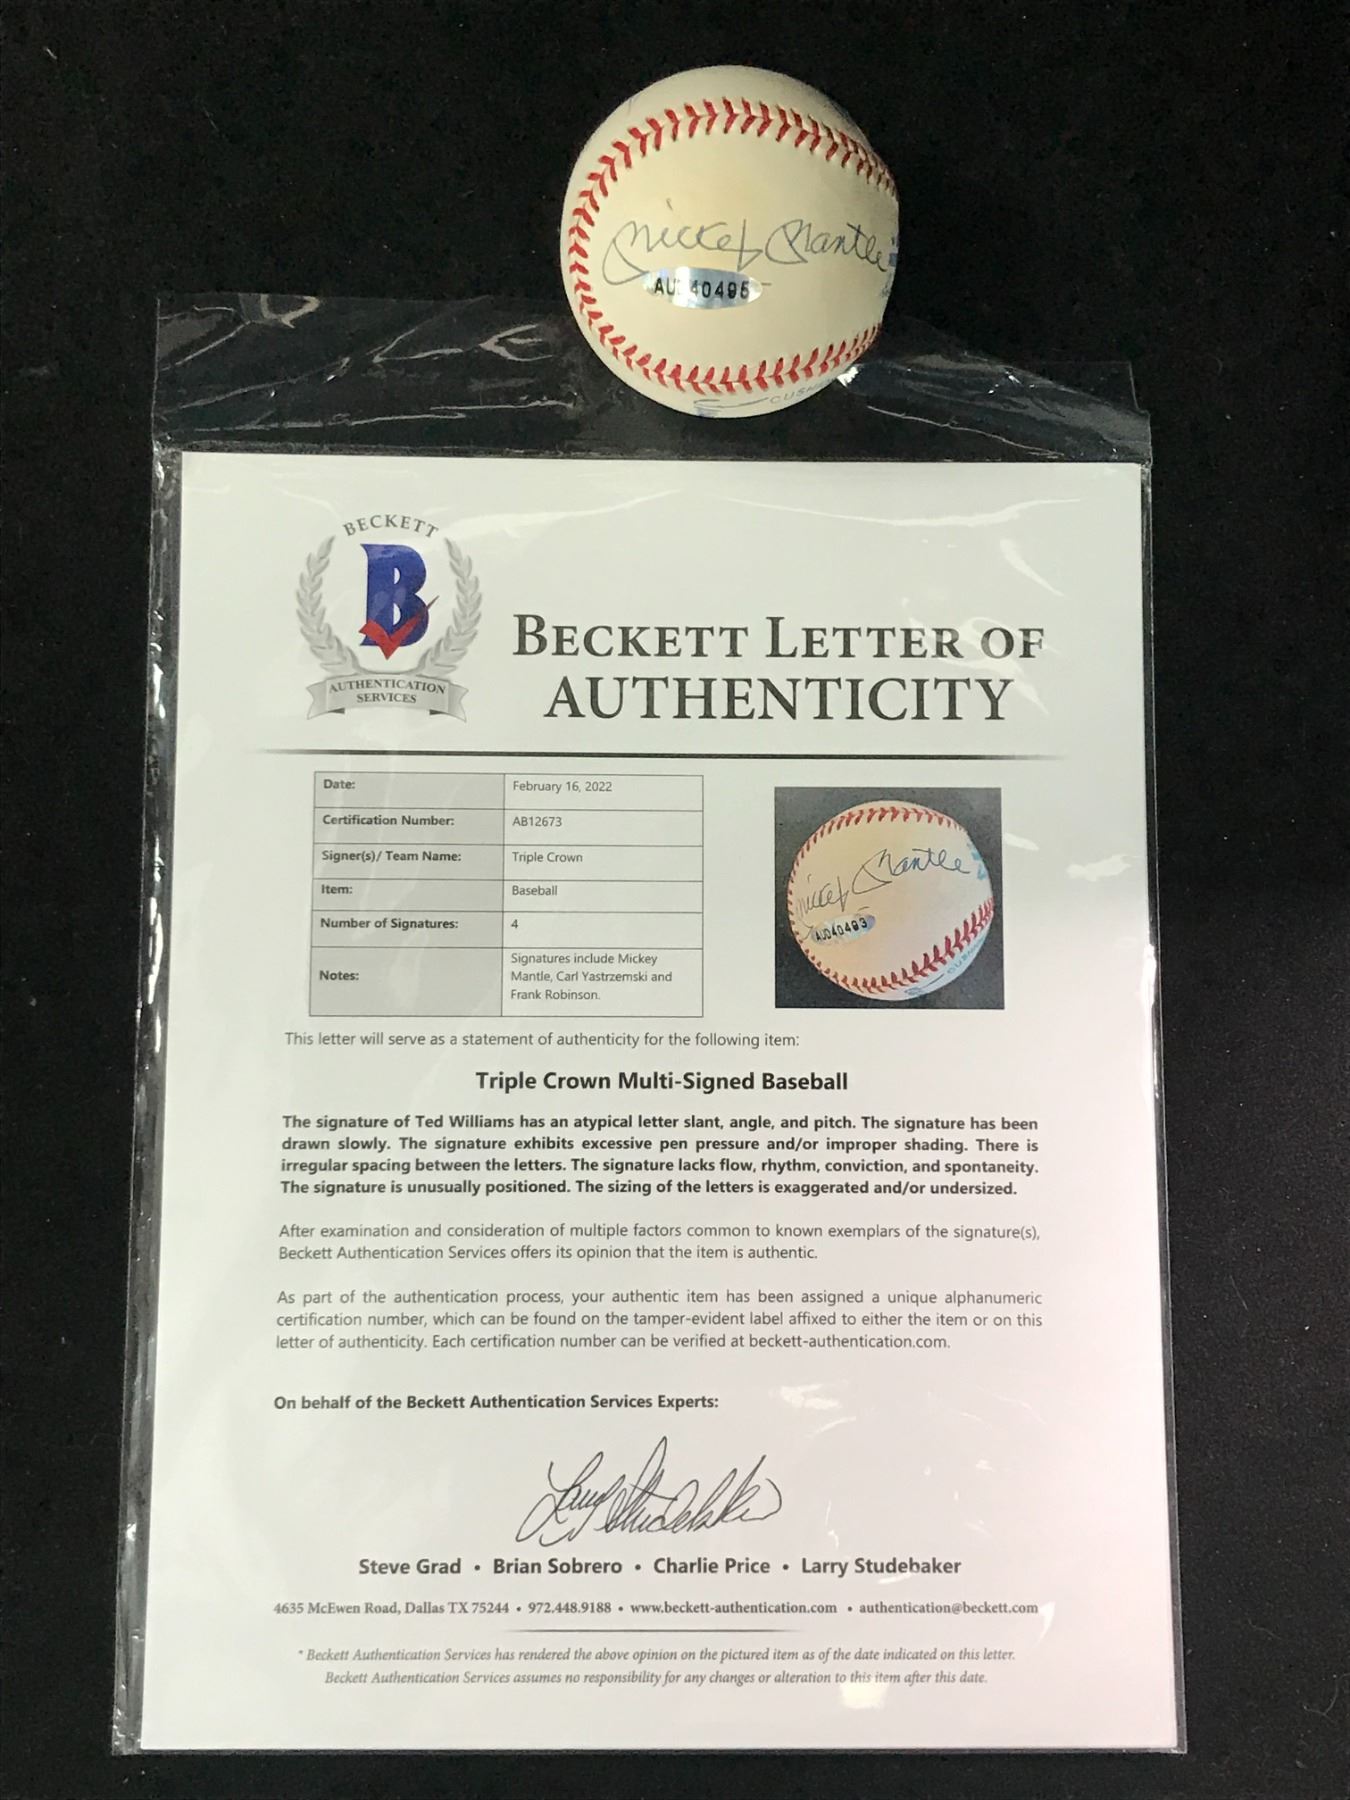 Mickey Mantle
AU 40495
CUSH
BECKETT
B
AUTHENTICATION
SERVICES
BECKETT LETTER OF
AUTHENTICITY
Date: February 16, 2022
Certification Number: AB12673
Signer(s)/ Team Name: Triple Crown
Item: Baseball
Number of Signatures: 4
Notes: Signatures include Mickey
Mantle, Carl Yastrzemski and
Frank Robinson.
Mickey Mantle
This letter will serve as a statement of authenticity for the following item:
Triple Crown Multi-Signed Baseball
The signature of Ted Williams has an atypical letter slant, angle, and pitch. The signature has been
drawn slowly. The signature exhibits excessive pen pressure and/or improper shading. There is
irregular spacing between the letters. The signature lacks flow, rhythm, conviction, and spontaneity.
The signature is unusually positioned. The sizing of the letters is exaggerated and/or undersized.
After examination and consideration of multiple factors common to known exemplars of the signature(s),
Beckett Authentication Services offers its opinion that the item is authentic.
As part of the authentication process, your authentic item has been assigned a unique alphanumeric
certification number, which can be found on the tamper-evident label affixed to either the item or on this
letter of authenticity. Each certification number can be verified at beckett-authentication.com.
On behalf of the Beckett Authentication Services Experts:
Larry Studebaker
Steve Grad • Brian Sobrero • Charlie Price • Larry Studebaker
4635 McEwen Road, Dallas TX 75244 • 972.448.9188 • www.beckett-authentication.com • authentication@beckett.com
* Beckett Authentication Services has rendered the above opinion on the pictured item as of the date indicated on this letter.
Beckett Authentication Services assumes no responsibility for any changes or alteration to this item after this date.